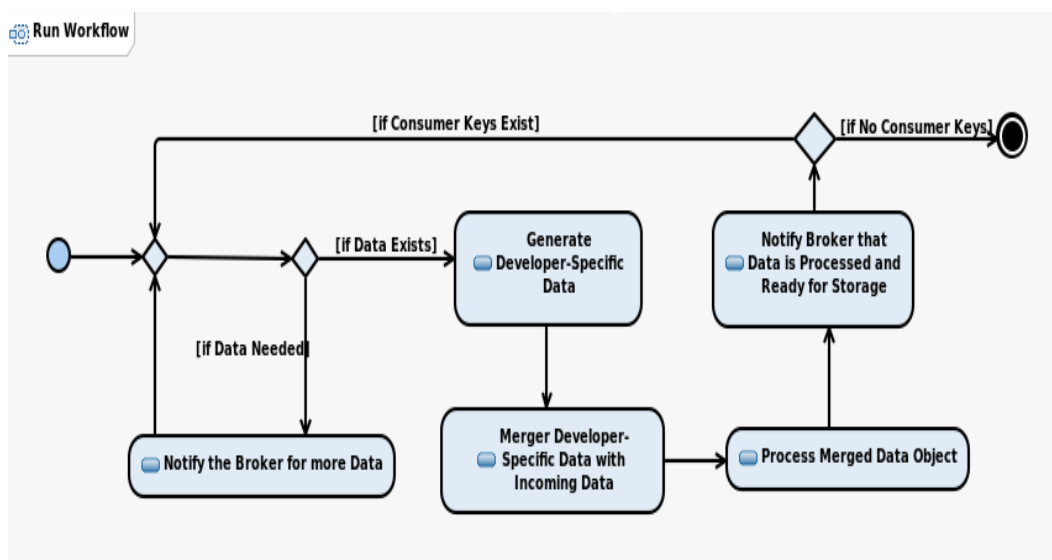 Run Workflow
[if Consumer Keys Exist]
[if No Consumer Keys]
[if Data Exists]
Generate
Developer-Specific
Data
Notify Broker that
Data is Processed and
Ready for Storage
[if Data Needed]
Notify the Broker for more Data
Merger Developer-
Specific Data with
Incoming Data
Process Merged Data Object